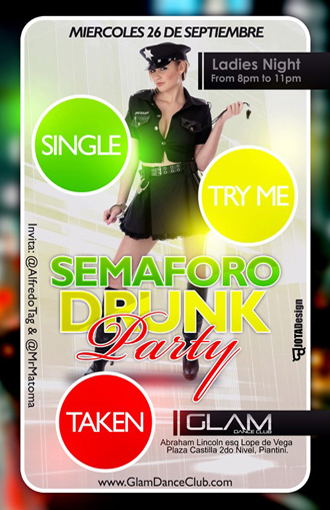 MIERCOLES 26 DE SEPTIEMBRE
Ladies Night
From 8pm to 11pm
SINGLE
TRY ME
SEMAFORO
DRUNK
Party
Invita: @AlfredoTag & @MrMatoma
JOTADesign
TAKEN
GLAM
DANCE CLUB
Abraham Lincoln esq Lope de Vega
Plaza Castilla 2do Nivel, Piantini.
www.GlamDanceClub.com